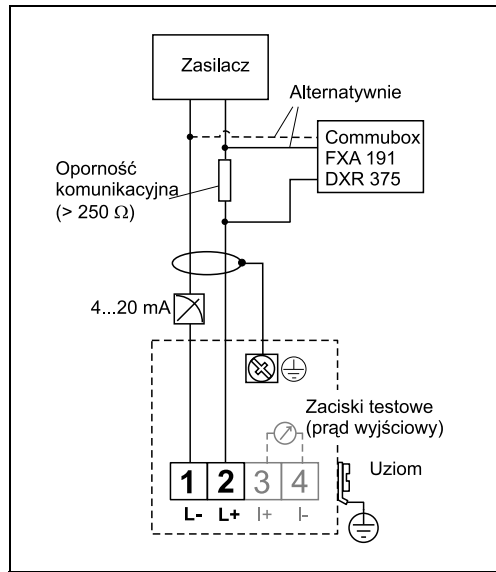 Zasilacz
Alternatywnie
Commubox
FXA 191
DXR 375
Oporność
komunikacyjna
(> 250 Ω)
4...20 mA
Zaciski testowe
(prąd wyjściowy)
1 2 3 4
L- L+ I+ I-
Uziom